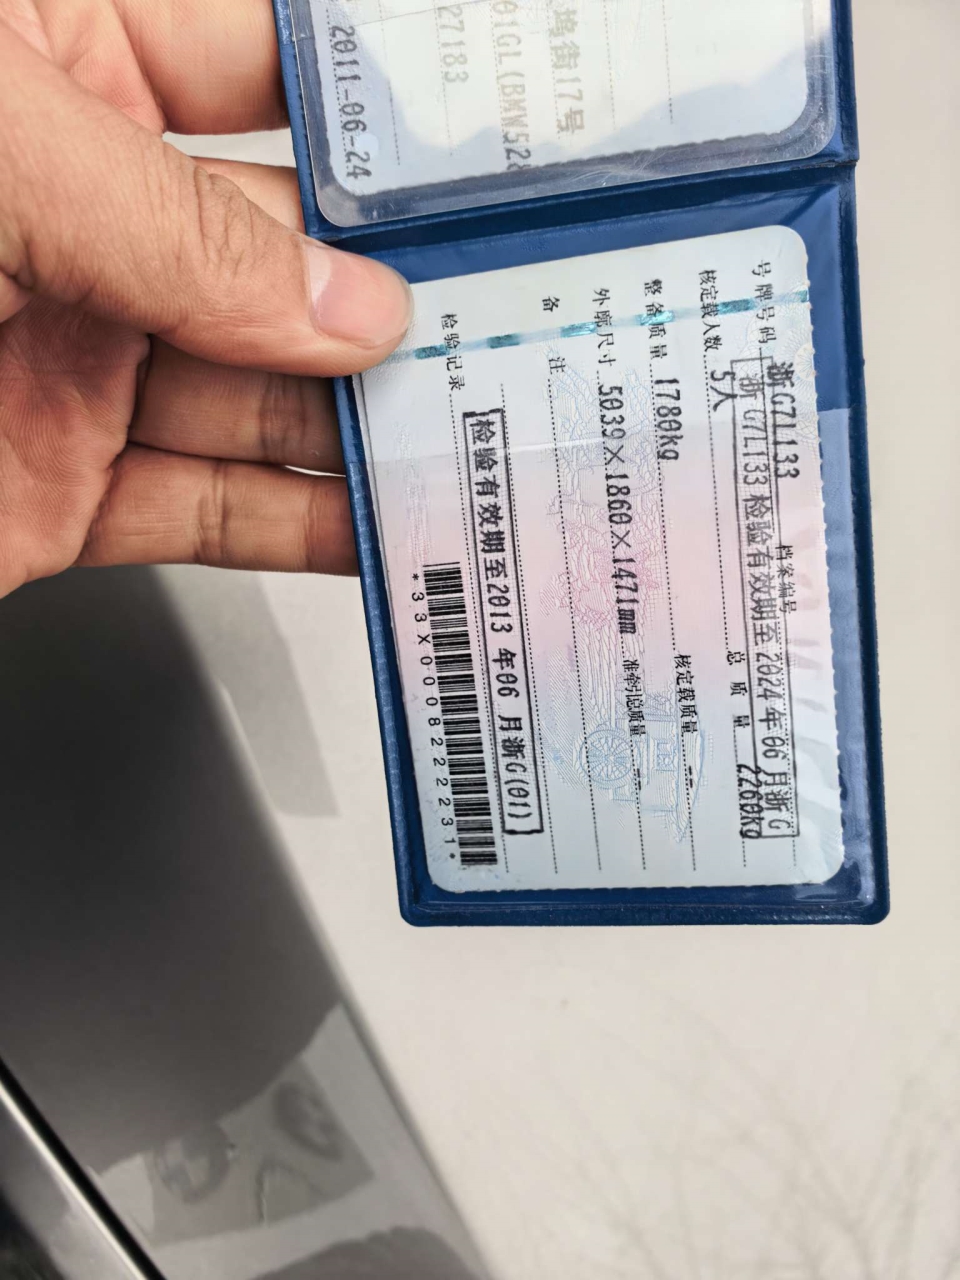 坞街17号
01GL(BMW528
27183
2011-06-24
号牌号码 浙G7L133 档案编号
浙G7L133 检验有效期至2024年06月浙G
核定载人数 5人 总质量 2260kg
整备质量 1780kg 核定载质量 --
外廓尺寸 5039×1860×1471mm 准牵引总质量 --
备注
检验记录 检验有效期至2013年06月浙G(01)
*33X0008222231*